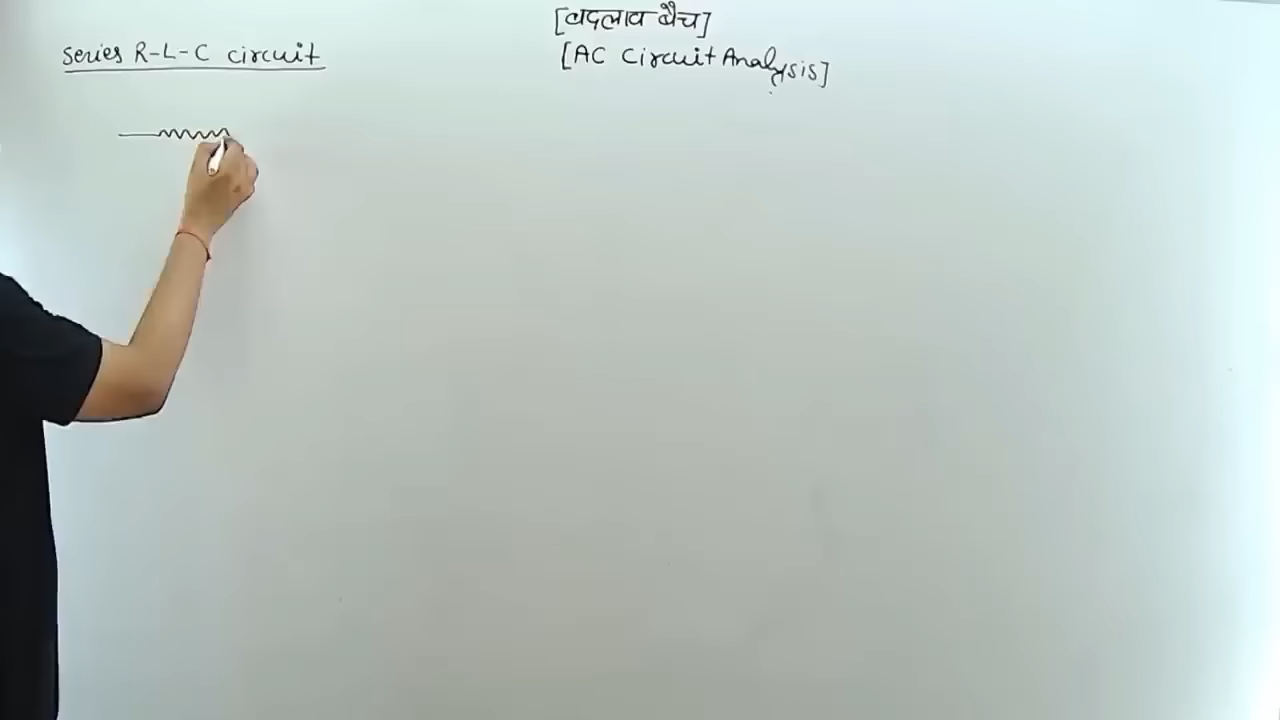 [बदलाव बैच]
[AC Circuit Analysis]
Series R-L-C circuit